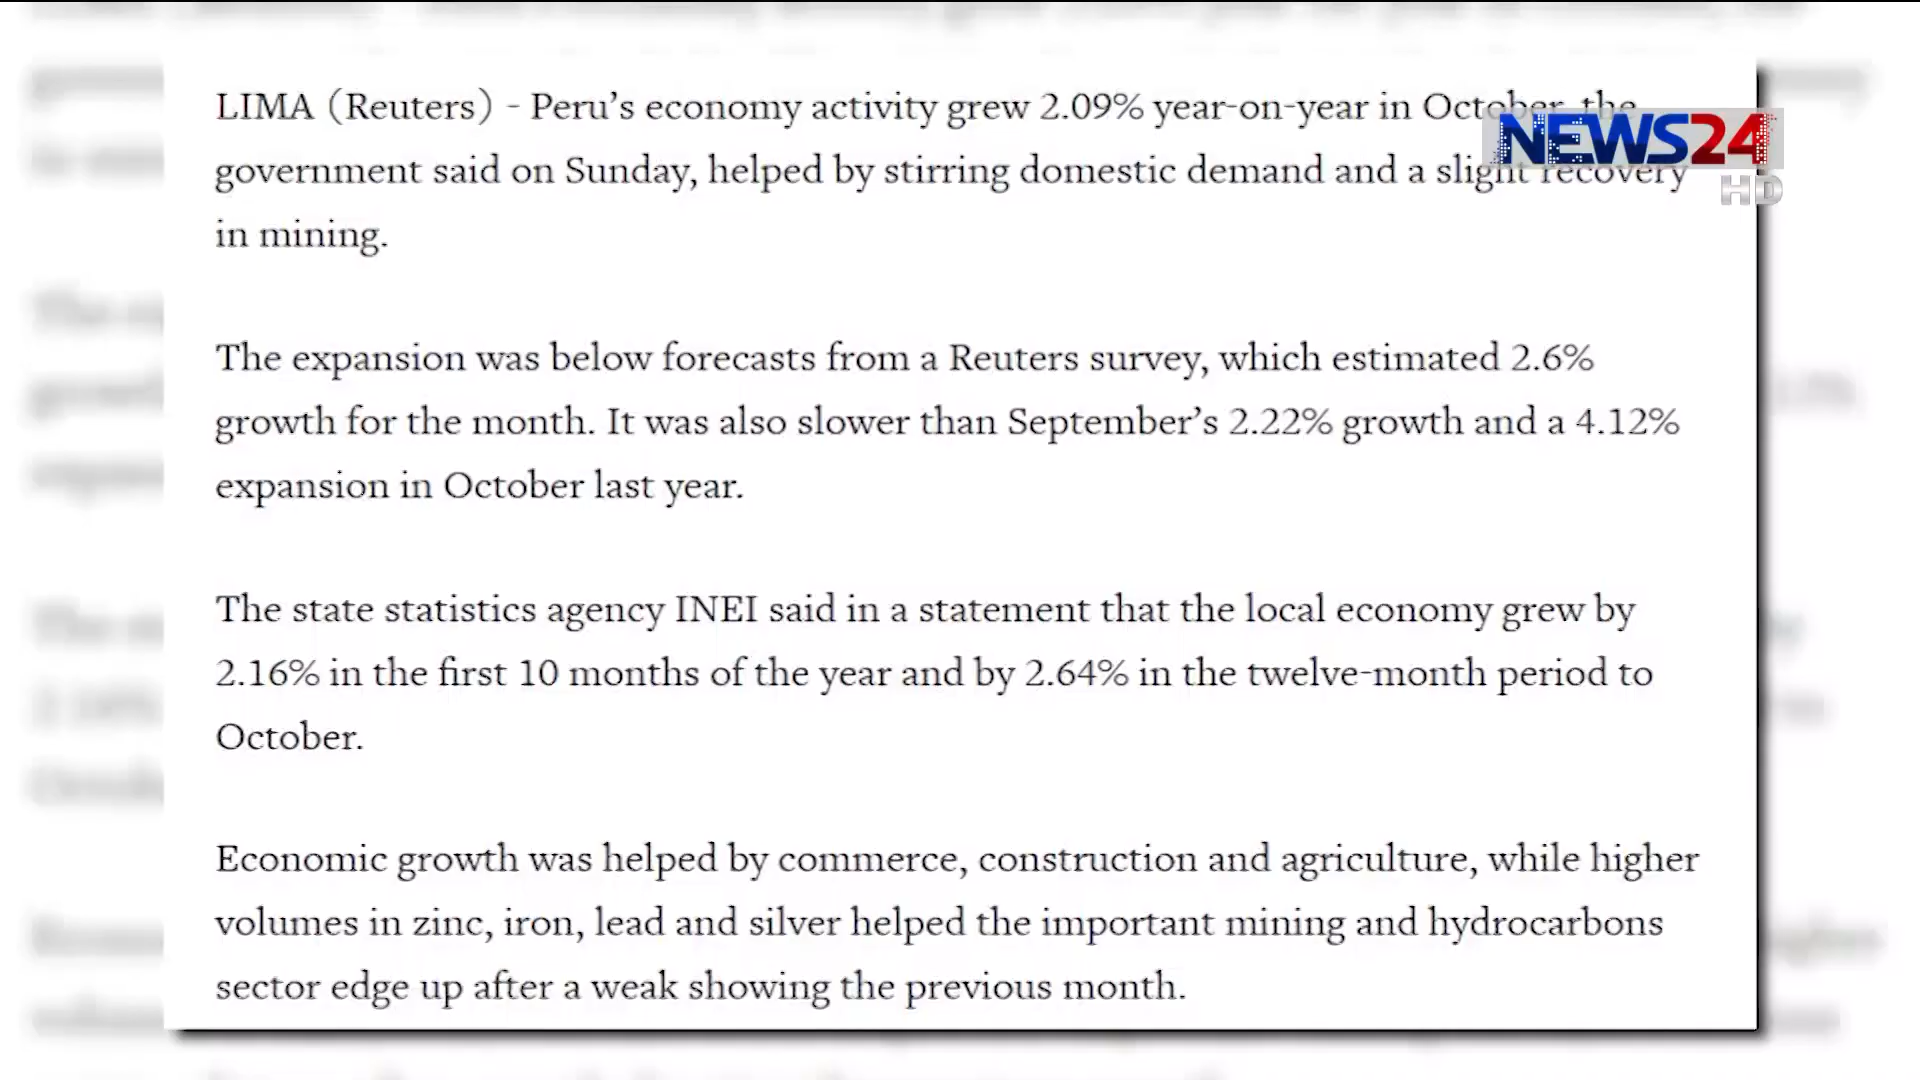 LIMA (Reuters) - Peru’s economy activity grew 2.09% year-on-year in October, the
NEWS24
government said on Sunday, helped by stirring domestic demand and a slight recovery
HD
in mining.
The expansion was below forecasts from a Reuters survey, which estimated 2.6%
growth for the month. It was also slower than September’s 2.22% growth and a 4.12%
expansion in October last year.
The state statistics agency INEI said in a statement that the local economy grew by
2.16% in the first 10 months of the year and by 2.64% in the twelve-month period to
October.
Economic growth was helped by commerce, construction and agriculture, while higher
volumes in zinc, iron, lead and silver helped the important mining and hydrocarbons
sector edge up after a weak showing the previous month.